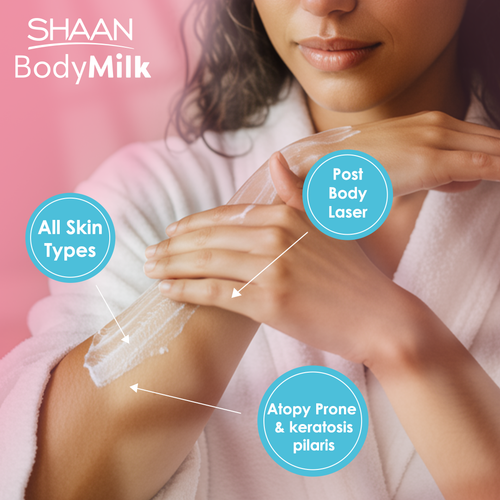 SHAAN
BodyMilk
Post
Body
Laser
All Skin
Types
Atopy Prone
& keratosis
pilaris